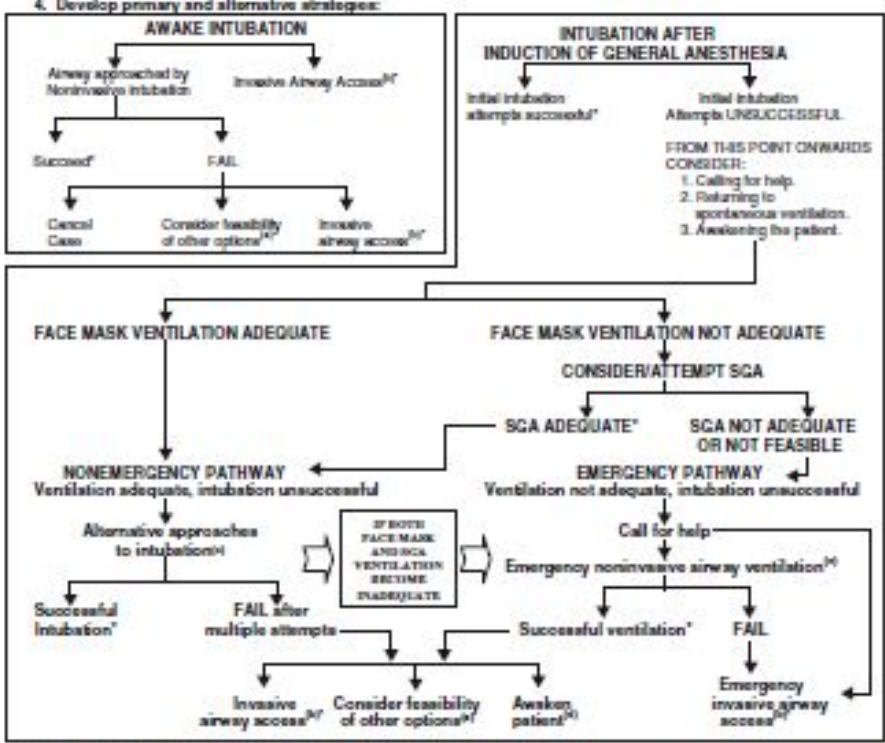 4. Develop primary and alternative strategies:
AWAKE INTUBATION
Airway approached by
Noninvasive intubation
Invasive Airway Access(b)*
Succeed*
FAIL
Cancel
Case
Consider feasibility
of other options(a)
Invasive
airway access(b)*
INTUBATION AFTER
INDUCTION OF GENERAL ANESTHESIA
Initial intubation
attempts successful*
Initial intubation
Attempts UNSUCCESSFUL
FROM THIS POINT ONWARDS
CONSIDER:
1. Calling for help.
2. Returning to
spontaneous ventilation.
3. Awakening the patient.
FACE MASK VENTILATION ADEQUATE
FACE MASK VENTILATION NOT ADEQUATE
CONSIDER/ATTEMPT SGA
SGA ADEQUATE*
SGA NOT ADEQUATE
OR NOT FEASIBLE
NONEMERGENCY PATHWAY
Ventilation adequate, intubation unsuccessful
EMERGENCY PATHWAY
Ventilation not adequate, intubation unsuccessful
Alternative approaches
to intubation(c)
IF BOTH
FACE MASK
AND SGA
VENTILATION
BECOME
INADEQUATE
Call for help
Emergency noninvasive airway ventilation(e)
Successful
Intubation*
FAIL after
multiple attempts
Successful ventilation*
FAIL
Invasive
airway access(b)*
Consider feasibility
of other options(a)
Awaken
patient(d)
Emergency
invasive airway
access(b)*